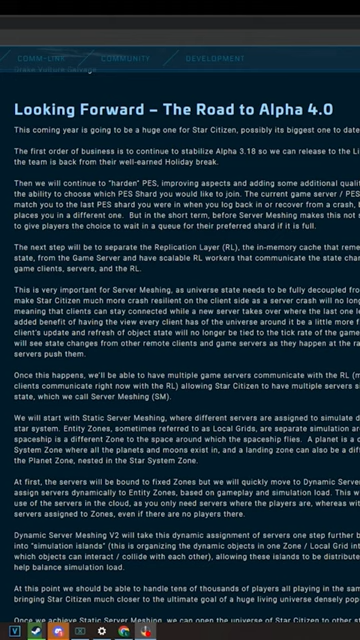 COMM-LINK COMMUNITY DEVELOPMENT
Looking Forward – The Road to Alpha 4.0
This coming year is going to be a huge one for Star Citizen, possibly its biggest one to date
The first order of business is to continue to stabilize Alpha 3.18 so we can release to the Li
the team is back from their well-earned Holiday break.
Then we will continue to "harden" PES, improving aspects and adding some additional quali
the ability to choose which PES Shard you would like to join. The current game server / PES
match you to the last PES shard you were in when you log back in or recover from a crash,
places you in a different one. But in the short term, before Server Meshing makes this not
to give players the choice to wait in a queue for their preferred shard if it is full.
The next step will be to separate the Replication Layer (RL), the in-memory cache that reme
state, from the Game Server and have scalable RL workers that communicate the state chan
game clients, servers, and the RL.
This is very important for Server Meshing, as universe state needs to be fully decoupled fro
make Star Citizen much more crash resilient on the client side as a server crash will no long
meaning that clients can stay connected while a new server takes over where the last one le
added benefit of having the view every client has of the universe around it be a little more f
client's update and refresh of object state will no longer be tied to the tick rate of the game
will see state changes from other remote clients and game servers as they happen at the ra
servers push them.
Once this happens, we'll be able to have multiple game servers communicate with the RL (m
clients communicate right now with the RL) allowing Star Citizen to have multiple servers si
state, which we call Server Meshing (SM).
We will start with Static Server Meshing, where different servers are assigned to simulate d
star system. Entity Zones, sometimes referred to as Local Grids, are separate simulation ar
spaceship is a different Zone to the space around which the spaceship flies. A planet is a d
System Zone where all the planets and moons exist in, and a landing zone can also be a dif
the Planet Zone, nested in the Star System Zone.
At first, the servers will be bound to fixed Zones but we will quickly move to Dynamic Serve
assign servers dynamically to Entity Zones, based on gameplay and simulation load. This w
use of the servers in the cloud, as you only need servers where the players are, whereas wit
servers assigned to Zones, even if there are no players there.
Dynamic Server Meshing V2 will take this dynamic assignment of servers one step further b
into "simulation islands" (this is organizing the dynamic objects in one Zone / Local Grid int
which objects can interact / collide with each other), allowing these islands to be distribute
help balance simulation load.
At this point we should be able to handle tens of thousands of players all playing in the sam
bringing Star Citizen much closer to the ultimate goal of a huge living universe densely pop
Once we achieve Static Server Meshing, we can open the universe of Star Citizen to other s